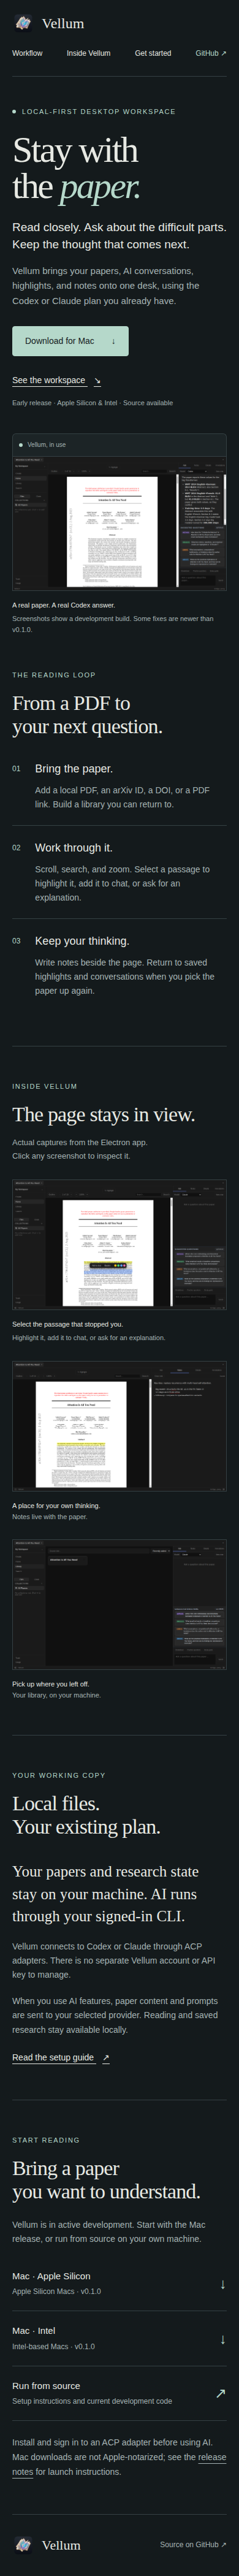 Vellum
Workflow Inside Vellum Get started GitHub ↗
LOCAL-FIRST DESKTOP WORKSPACE
Stay with
the paper.
Read closely. Ask about the difficult parts.
Keep the thought that comes next.
Vellum brings your papers, AI conversations,
highlights, and notes onto one desk, using the
Codex or Claude plan you already have.
Download for Mac ↓
See the workspace ↘
Early release · Apple Silicon & Intel · Source available
Vellum, in use
A real paper. A real Codex answer.
Screenshots show a development build. Some fixes are newer than
v0.1.0.
THE READING LOOP
From a PDF to
your next question.
01 Bring the paper.
Add a local PDF, an arXiv ID, a DOI, or a PDF
link. Build a library you can return to.
02 Work through it.
Scroll, search, and zoom. Select a passage to
highlight it, add it to chat, or ask for an
explanation.
03 Keep your thinking.
Write notes beside the page. Return to saved
highlights and conversations when you pick the
paper up again.
INSIDE VELLUM
The page stays in view.
Actual captures from the Electron app.
Click any screenshot to inspect it.
Select the passage that stopped you.
Highlight it, add it to chat, or ask for an explanation.
A place for your own thinking.
Notes live with the paper.
Pick up where you left off.
Your library, on your machine.
YOUR WORKING COPY
Local files.
Your existing plan.
Your papers and research state
stay on your machine. AI runs
through your signed-in CLI.
Vellum connects to Codex or Claude through ACP
adapters. There is no separate Vellum account or API
key to manage.
When you use AI features, paper content and prompts
are sent to your selected provider. Reading and saved
research stay available locally.
Read the setup guide ↗
START READING
Bring a paper
you want to understand.
Vellum is in active development. Start with the Mac
release, or run from source on your own machine.
Mac · Apple Silicon ↓
Apple Silicon Macs · v0.1.0
Mac · Intel ↓
Intel-based Macs · v0.1.0
Run from source ↗
Setup instructions and current development code
Install and sign in to an ACP adapter before using AI.
Mac downloads are not Apple-notarized; see the release
notes for launch instructions.
Vellum Source on GitHub ↗